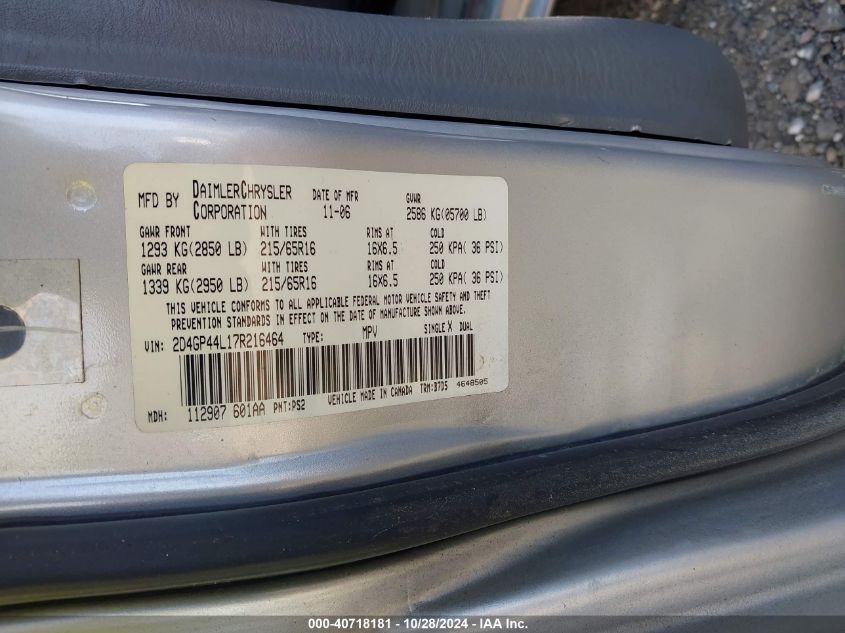 MFD BY DAIMLERCHRYSLER CORPORATION DATE OF MFR 11-06 GVWR 2586 KG(05700 LB)
GAWR FRONT WITH TIRES RIMS AT COLD
1293 KG(2850 LB) 215/65R16 16X6.5 250 KPA( 36 PSI)
GAWR REAR WITH TIRES RIMS AT COLD
1339 KG(2950 LB) 215/65R16 16X6.5 250 KPA( 36 PSI)
THIS VEHICLE CONFORMS TO ALL APPLICABLE FEDERAL MOTOR VEHICLE SAFETY AND THEFT
PREVENTION STANDARDS IN EFFECT ON THE DATE OF MANUFACTURE SHOWN ABOVE.
VIN: 2D4GP44L17R216464 TYPE: MPV SINGLE X DUAL
MDH: 112907 601AA PNT:PS2 VEHICLE MADE IN CANADA TRM:B7D5 4648505
000-40718181 - 10/28/2024 - IAA Inc.